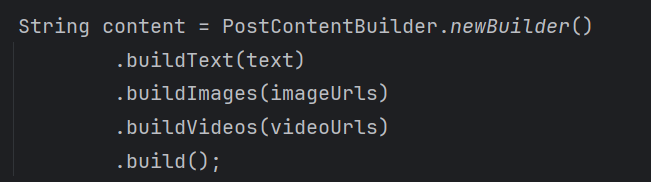 String content = PostContentBuilder.newBuilder()
.buildText(text)
.buildImages(imageUrls)
.buildVideos(videoUrls)
.build();